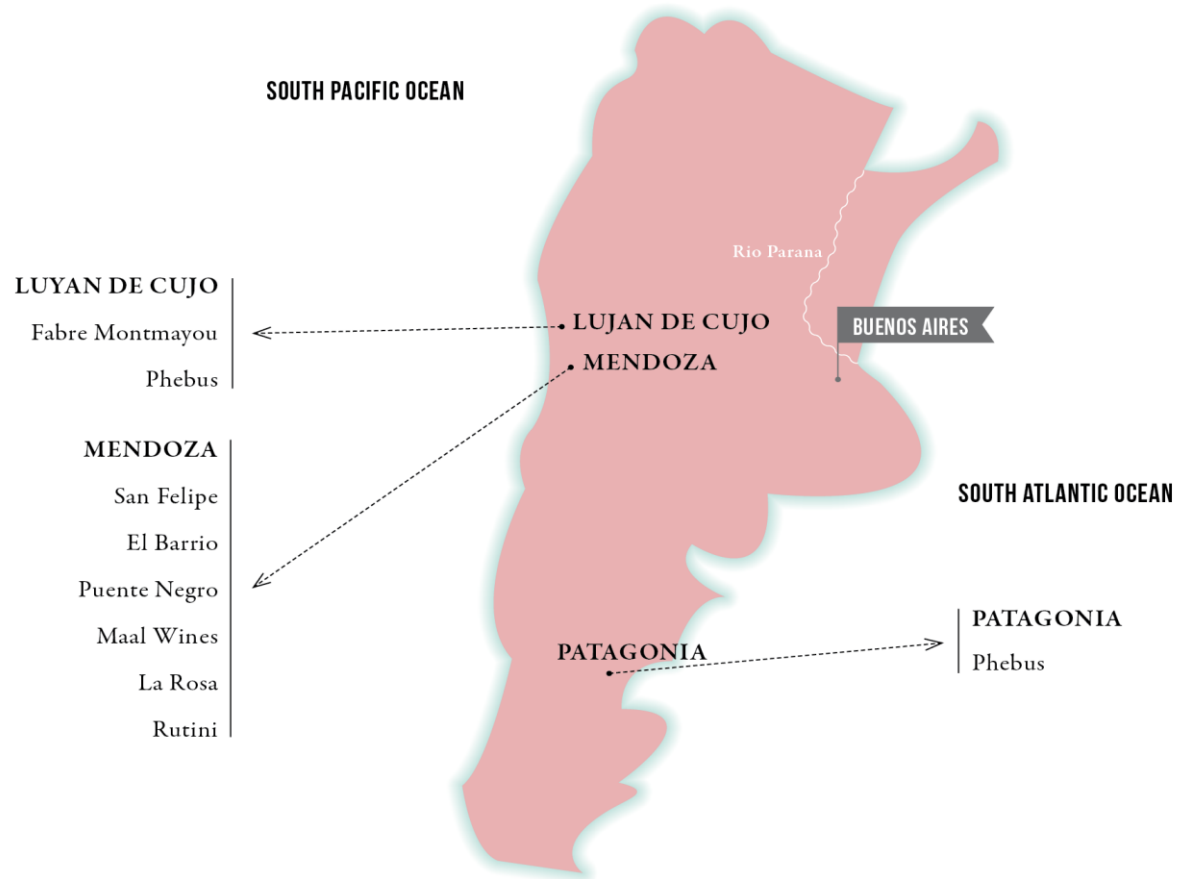 SOUTH PACIFIC OCEAN
Rio Parana
LUYAN DE CUJO
Fabre Montmayou
Phebus
LUJAN DE CUJO
MENDOZA
BUENOS AIRES
MENDOZA
San Felipe
El Barrio
Puente Negro
Maal Wines
La Rosa
Rutini
SOUTH ATLANTIC OCEAN
PATAGONIA
PATAGONIA
Phebus